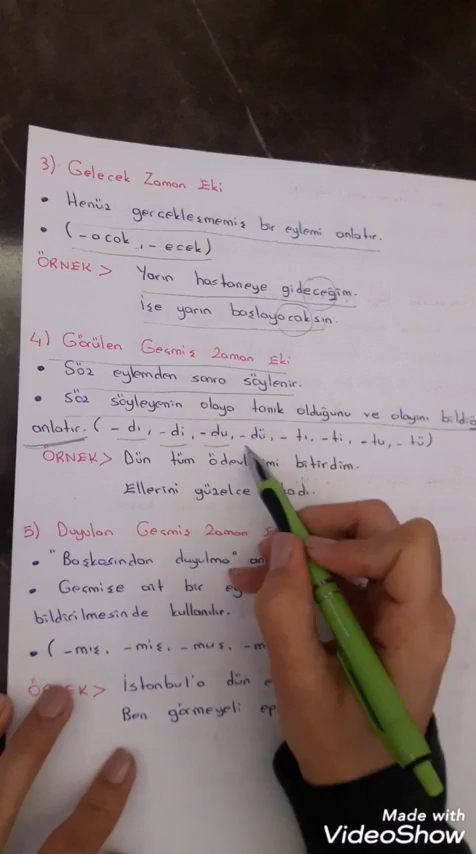 3) Gelecek Zaman Eki
• Henüz gerçekleşmemiş bir eylemi anlatır.
• (-acak, -ecek)
ÖRNEK > Yarın hastaneye gideceğim.
İşe yarın başlayacaksın.
4) Görülen Geçmiş Zaman Eki
• Söz eylemden sonra söylenir.
• Söz söyleyenin olaya tanık olduğunu ve olayın bildiğ
anlatır. (-dı, -di, -du, -dü, -tı, -ti, -tu, -tü)
ÖRNEK > Dün tüm bitirdim.
Ellerini güzelce
5) Duyulan Geçmiş Zaman
• "Başkasından duyulma"
• Geçmişe ait bir
bildirilmesinde kullanılır.
• (-mış, -miş, -muş,
İstanbul'a dün
Ben görmeyeli
Made with
VideoShow